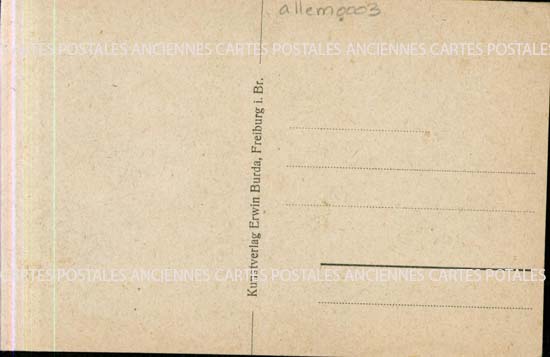 allem0003
CARTES POSTALES ANCIENNES CARTES POSTALES ANCIENNES CARTES POSTALES
Kunstverlag Erwin Burda, Freiburg i. Br.
CARTES POSTALES ANCIENNES CARTES POSTALES ANCIENNES CARTES POSTALES